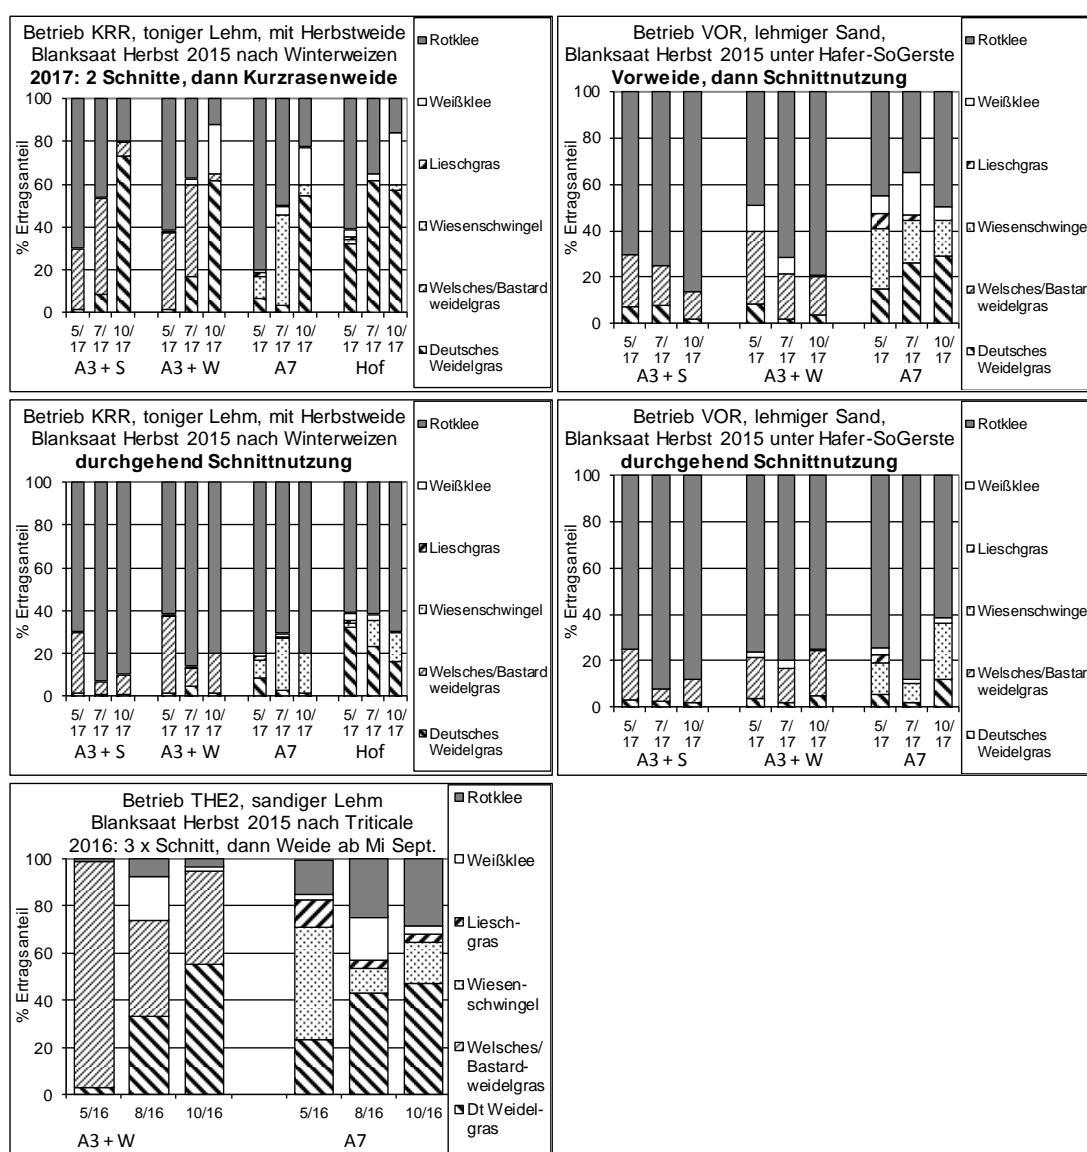 Betrieb KRR, toniger Lehm, mit Herbstweide
Blanksaat Herbst 2015 nach Winterweizen
2017: 2 Schnitte, dann Kurzrasenweide
% Ertragsanteil
100
80
60
40
20
0
5/ 7/ 10/ 5/ 7/ 10/ 5/ 7/ 10/ 5/ 7/ 10/
17 17 17 17 17 17 17 17 17 17 17 17
A3 + S A3 + W A7 Hof
Rotklee
Weißklee
Lieschgras
Wiesenschwingel
Welsches/Bastard
weidelgras
Deutsches
Weidelgras
Betrieb VOR, lehmiger Sand,
Blanksaat Herbst 2015 unter Hafer-SoGerste
Vorweide, dann Schnittnutzung
% Ertragsanteil
100
80
60
40
20
0
5/ 7/ 10/ 5/ 7/ 10/ 5/ 7/ 10/
17 17 17 17 17 17 17 17 17
A3 + S A3 + W A7
Rotklee
Weißklee
Lieschgras
Wiesenschwinge
Welsches/Bastar
weidelgras
Deutsches
Weidelgras
Betrieb KRR, toniger Lehm, mit Herbstweide
Blanksaat Herbst 2015 nach Winterweizen
durchgehend Schnittnutzung
% Ertragsanteil
100
80
60
40
20
0
5/ 7/ 10/ 5/ 7/ 10/ 5/ 7/ 10/ 5/ 7/ 10/
17 17 17 17 17 17 17 17 17 17 17 17
A3 + S A3 + W A7 Hof
Rotklee
Weißklee
Lieschgras
Wiesenschwingel
Welsches/Bastard
weidelgras
Deutsches
Weidelgras
Betrieb VOR, lehmiger Sand,
Blanksaat Herbst 2015 unter Hafer-SoGerste
durchgehend Schnittnutzung
% Ertragsanteil
100
80
60
40
20
0
5/ 7/ 10/ 5/ 7/ 10/ 5/ 7/ 10/
17 17 17 17 17 17 17 17 17
A3 + S A3 + W A7
Rotklee
Weißklee
Lieschgras
Wiesenschwinge
Welsches/Bastar
weidelgras
Deutsches
Weidelgras
Betrieb THE2, sandiger Lehm
Blanksaat Herbst 2015 nach Triticale
2016: 3 x Schnitt, dann Weide ab Mi Sept.
% Ertragsanteil
100
80
60
40
20
0
5/16 8/16 10/16 5/16 8/16 10/16
A3 + W A7
Rotklee
Weißklee
Liesch-
gras
Wiesen-
schwingel
Welsches/
Bastard-
weidelgras
Dt Weidel-
gras